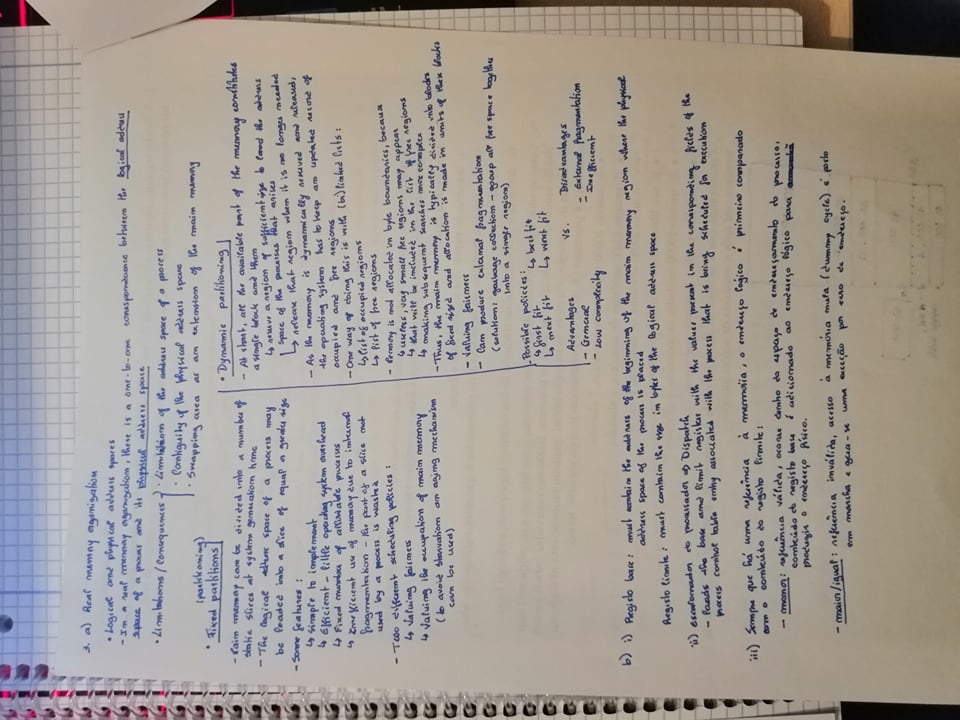 3. a) Real memory organization
• Logical and physical address spaces
- In a real memory organization, there is a one-to-one correspondence between the logical address
space of a process and its physical address space
• Limitations / Consequences
· Limitation of the address space of a process
· Contiguity of the physical address space
· Swapping area as an extension of the main memory
(partitioning)
• Fixed partitions
- Main memory can be divided into a number of
static slices at system generation time
- The logical address space of a process may
be loaded into a slice of equal or greater size
- Some features:
↳ Simple to implement
↳ Efficient - little operating system overhead
↳ Fixed number of allowable processes
↳ Inefficient use of memory due to internal
fragmentation - the part of a slice not
used by a process is wasted
- Two different scheduling policies:
↳ Valuing fairness
↳ Valuing the occupation of main memory
(to avoid starvation an aging mechanism
can be used)
• Dynamic partitioning
- At start, all the available part of the memory constitutes
a single block and then
↳ reserve a region of sufficient size to load the address
space of the processes that arises
↳ release that region when it is no longer needed
- As the memory is dynamically reserved and released,
the operating system has to keep an updated record of
occupied and free regions
- One way of doing this is with (bi)linked lists:
↳ list of occupied regions
↳ list of free regions
- Memory is not allocated in byte boundaries, because
↳ useless, very small free regions may appear
↳ that will be included in the list of free regions
↳ making subsequent searches more complex
- Thus, the main memory is typically divided into blocks
of fixed sized and allocation is made in units of these blocks
- Valuing fairness
- Can produce external fragmentation
(solution: garbage collection - group all free space together
into a single region)
- Possible policies:
↳ first fit ↳ best fit
↳ next fit ↳ worst fit
Advantages vs. Disadvantages
- General - External fragmentation
- Low complexity - Inefficient
b) i) Registo base: must contain the address of the beginning of the main memory region where the physical
address space of the process is placed
Registo limite: must contain the size in bytes of the logical address space
ii) escalonador do processador => Dispatch
- Loads the base and limit register with the values present in the corresponding fields of the
process control table entry associated with the process that is being scheduled for execution
iii) Sempre que há uma referência à memória, o endereço lógico é primeiro comparado
com o conteúdo do registo limite:
- menor: referência válida, ocorre dentro do espaço de endereçamento do processo,
conteúdo do registo base é adicionado ao endereço lógico para
produzir o endereço físico.
- maior/igual: referência inválida, acesso à memória nula (dummy cycle) é posto
em marcha e gera-se uma exceção por erro de endereço.